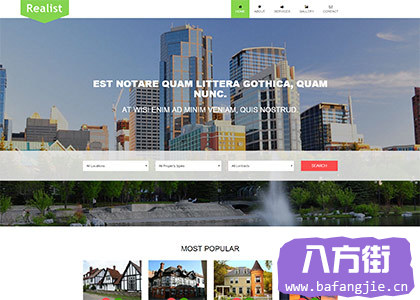 Realist
HOME ABOUT SERVICES GALLERY CONTACT
EST NOTARE QUAM LITTERA GOTHICA, QUAM NUNC.
AT WISI ENIM AD MINIM VENIAM, QUIS NOSTRUD.
All Locations All Property types All contracts SEARCH
MOST POPULAR
八方街
www.bafangjie.cn